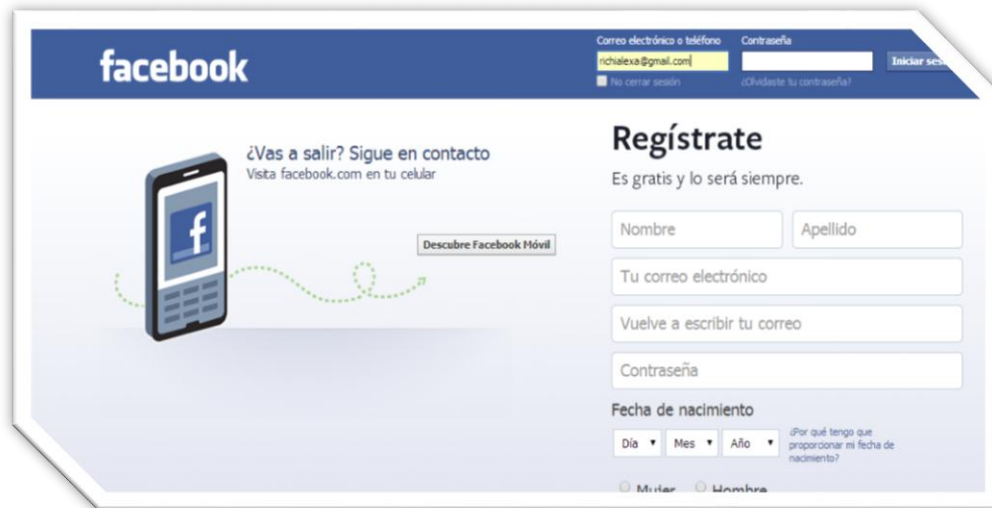 facebook
Correo electrónico o teléfono
Contraseña
richialexa@gmail.com
Iniciar
No cerrar sesión
¿Olvidaste tu contraseña?
¿Vas a salir? Sigue en contacto
Visita facebook.com en tu celular
Descubre Facebook Móvil
Regístrate
Es gratis y lo será siempre.
Nombre
Apellido
Tu correo electrónico
Vuelve a escribir tu correo
Contraseña
Fecha de nacimiento
Día
Mes
Año
¿Por qué tengo que
proporcionar mi fecha de
nacimiento?
Mujer
Hombre